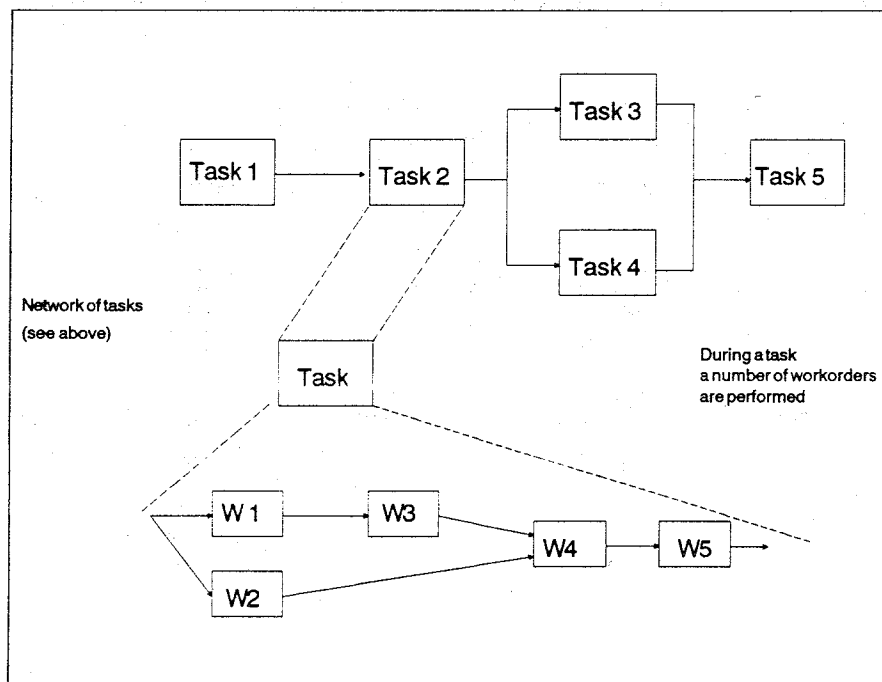 Task 3
Task 1
Task 2
Task 5
Task 4
Network of tasks
(see above)
Task
During a task
a number of workorders
are performed
W 1
W3
W4
W5
W2